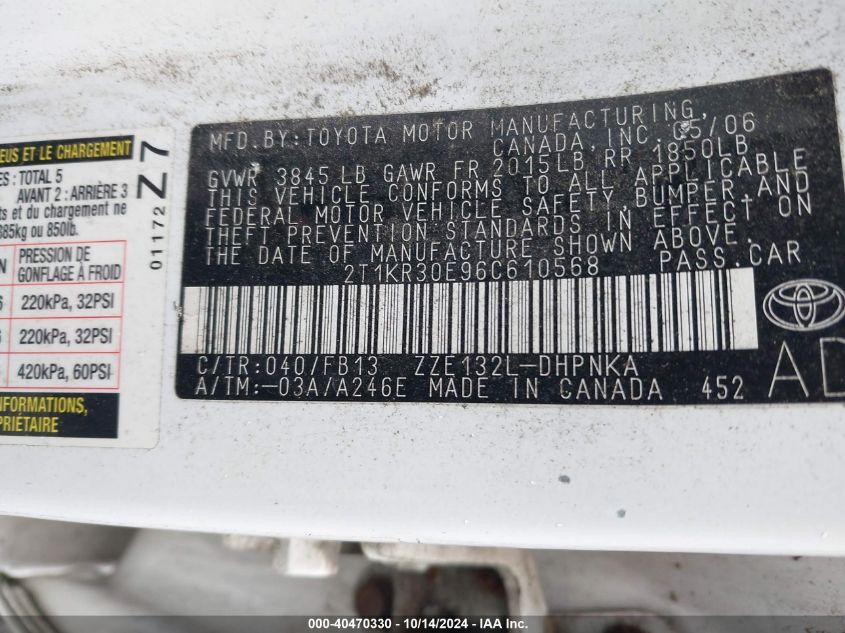 EUS ET LE CHARGEMENT
ES : TOTAL 5
AVANT 2 : ARRIÈRE 3
ts et du chargement ne
385kg ou 850lb.
PRESSION DE
GONFLAGE À FROID
220kPa, 32PSI
220kPa, 32PSI
420kPa, 60PSI
INFORMATIONS,
PRIÉTAIRE
01172
Z 7
MFD. BY: TOYOTA MOTOR MANUFACTURING,
CANADA, INC. 05/06
GVWR 3845 LB GAWR FR 2015LB RR 1850LB
THIS VEHICLE CONFORMS TO ALL APPLICABLE
FEDERAL MOTOR VEHICLE SAFETY, BUMPER, AND
THEFT PREVENTION STANDARDS IN EFFECT ON
THE DATE OF MANUFACTURE SHOWN ABOVE.
2T1KR30E96C610568 PASS. CAR
C/TR: 040/FB13 ZZE132L-DHPNKA
A/TM: -03A/A246E MADE IN CANADA 452
TOYOTA
AD
000-40470330 - 10/14/2024 - IAA Inc.